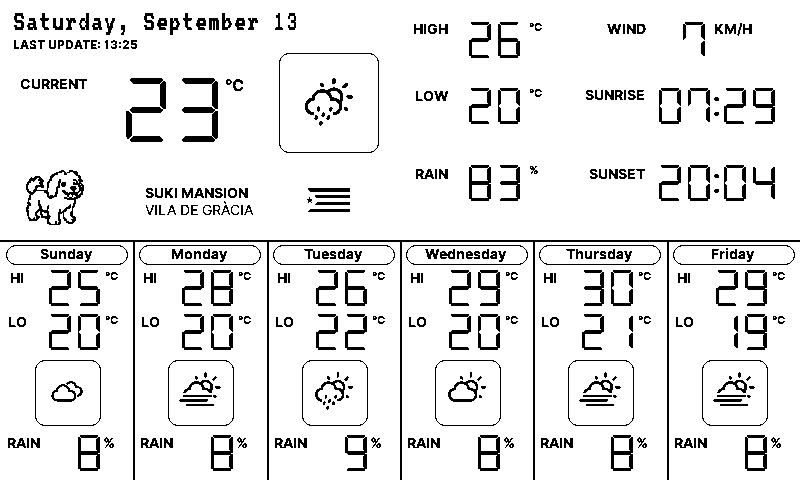 Saturday, September 13
LAST UPDATE: 13:25
CURRENT 23 °C
SUKI MANSION
VILA DE GRÀCIA
HIGH 26 °C
LOW 20 °C
RAIN 83 %
WIND 7 KM/H
SUNRISE 07:29
SUNSET 20:04
Sunday
HI 25 °C
LO 20 °C
RAIN 8 %
Monday
HI 28 °C
LO 20 °C
RAIN 8 %
Tuesday
HI 26 °C
LO 22 °C
RAIN 9 %
Wednesday
HI 29 °C
LO 20 °C
RAIN 8 %
Thursday
HI 30 °C
LO 21 °C
RAIN 8 %
Friday
HI 29 °C
LO 19 °C
RAIN 8 %